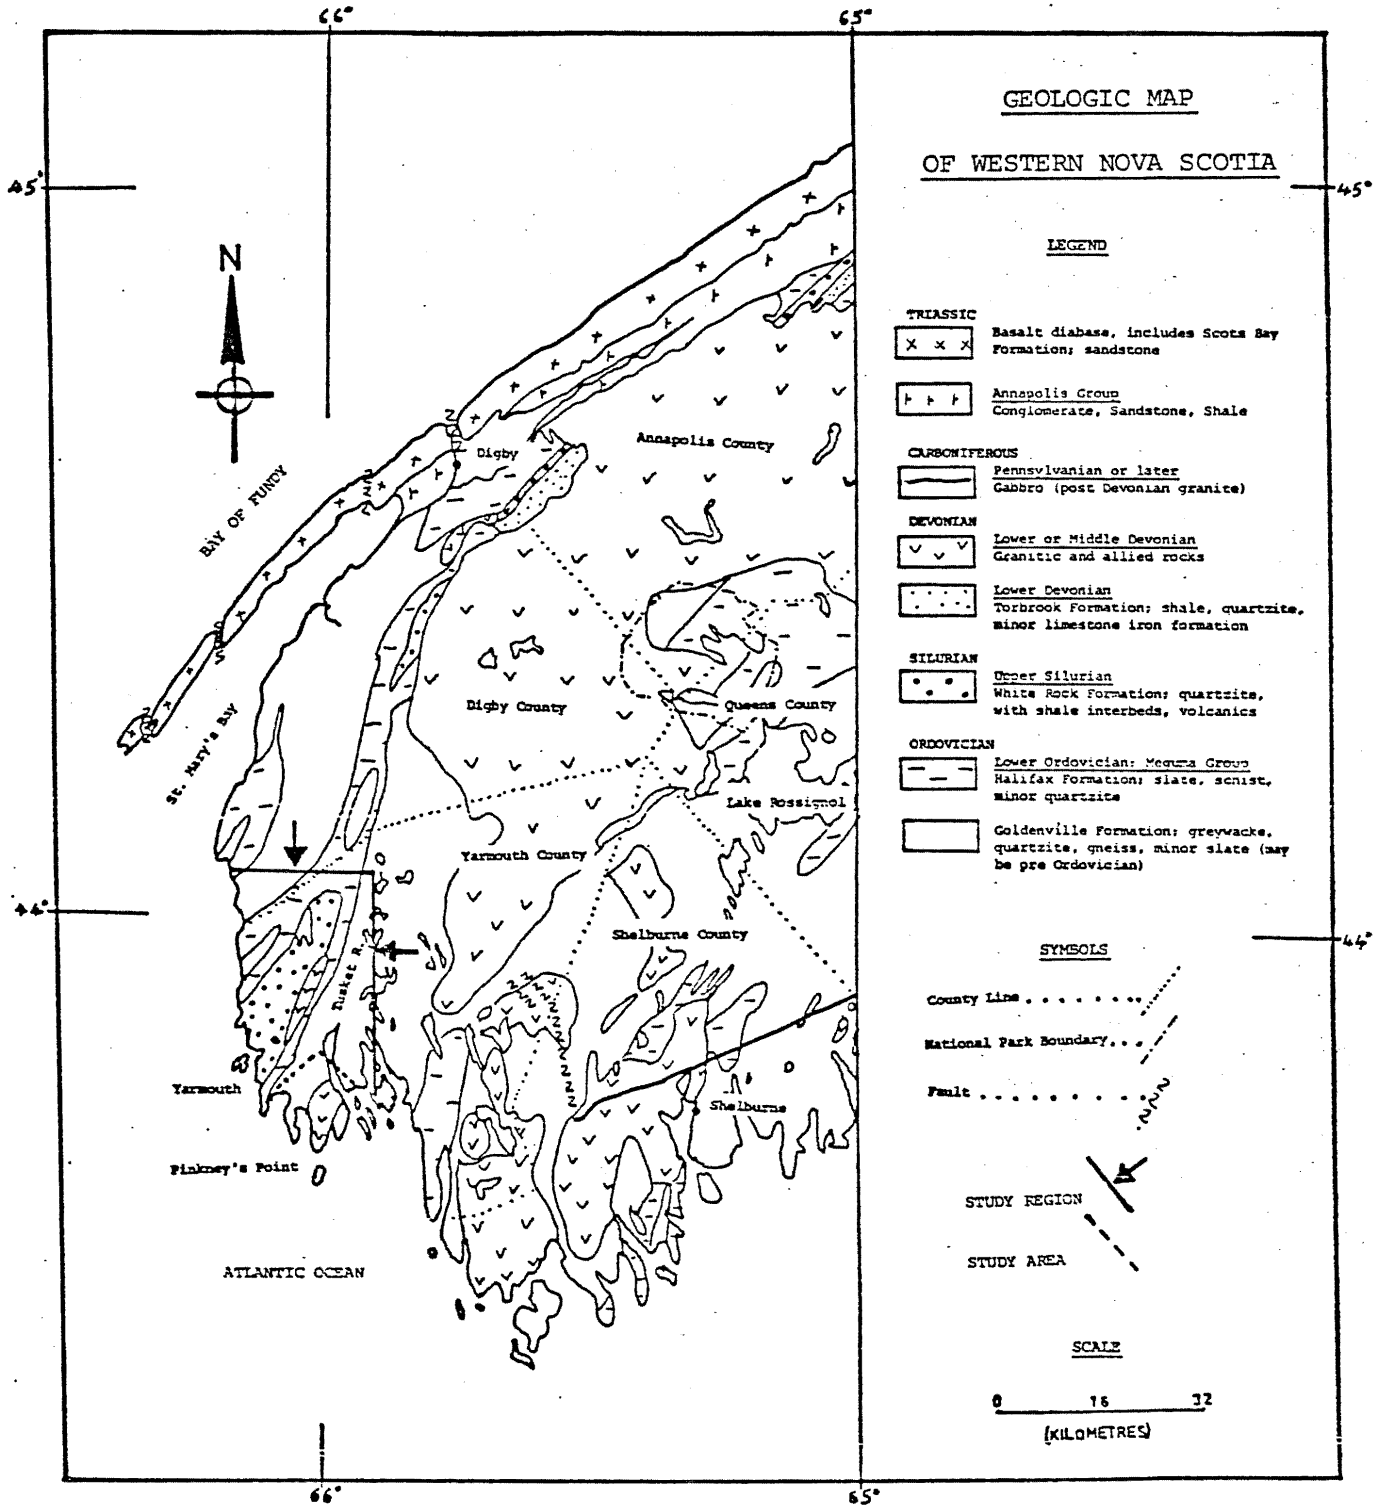 66°
65°
GEOLOGIC MAP
OF WESTERN NOVA SCOTIA
45°
45°
LEGEND
N
TRIASSIC
Basalt diabase, includes Scots Bay
Formation; sandstone
Annapolis Group
Conglomerate, Sandstone, Shale
CARBONIFEROUS
Pennsylvanian or later
Gabbro (post Devonian granite)
DEVONIAN
Lower or Middle Devonian
Granitic and allied rocks
Lower Devonian
Torbrook Formation; shale, quartzite,
minor limestone iron formation
SILURIAN
Upper Silurian
White Rock Formation; quartzite,
with shale interbeds, volcanics
ORDOVICIAN
Lower Ordovician: Meguma Group
Halifax Formation; slate, schist,
minor quartzite
Goldenville Formation: greywacke,
quartzite, gneiss, minor slate (may
be pre Ordovician)
Annapolis County
Digby
BAY OF FUNDY
Digby County
Queens County
St. Mary's Bay
Lake Rossignol
Yarmouth County
44°
44°
Shelburne County
Tusket R.
Yarmouth
Shelburne
Pinkney's Point
ATLANTIC OCEAN
SYMBOLS
County Line
National Park Boundary
Fault
STUDY REGION
STUDY AREA
SCALE
0 16 32
(KILOMETRES)
66°
65°